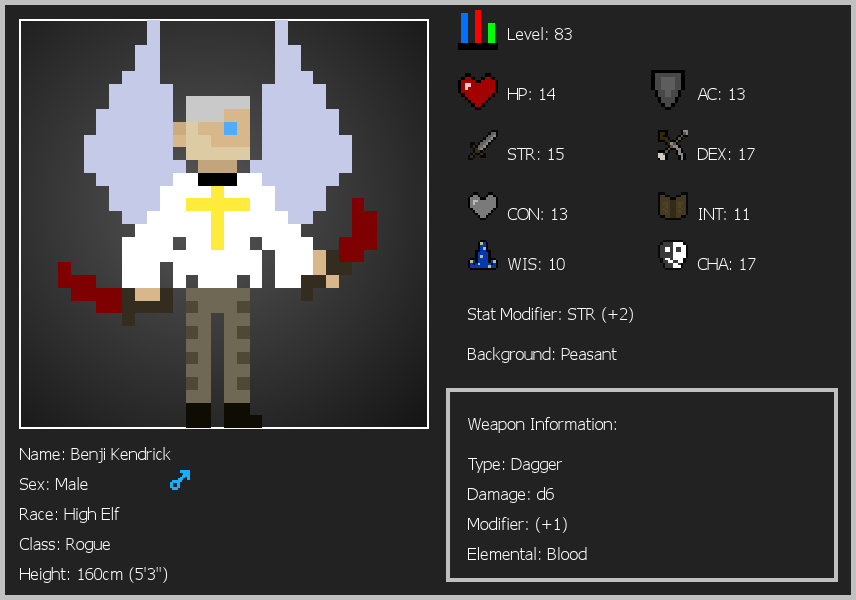 Level: 83
HP: 14
AC: 13
STR: 15
DEX: 17
CON: 13
INT: 11
WIS: 10
CHA: 17
Stat Modifier: STR (+2)
Background: Peasant
Weapon Information:
Type: Dagger
Damage: d6
Modifier: (+1)
Elemental: Blood
Name: Benji Kendrick
Sex: Male
Race: High Elf
Class: Rogue
Height: 160cm (5'3")